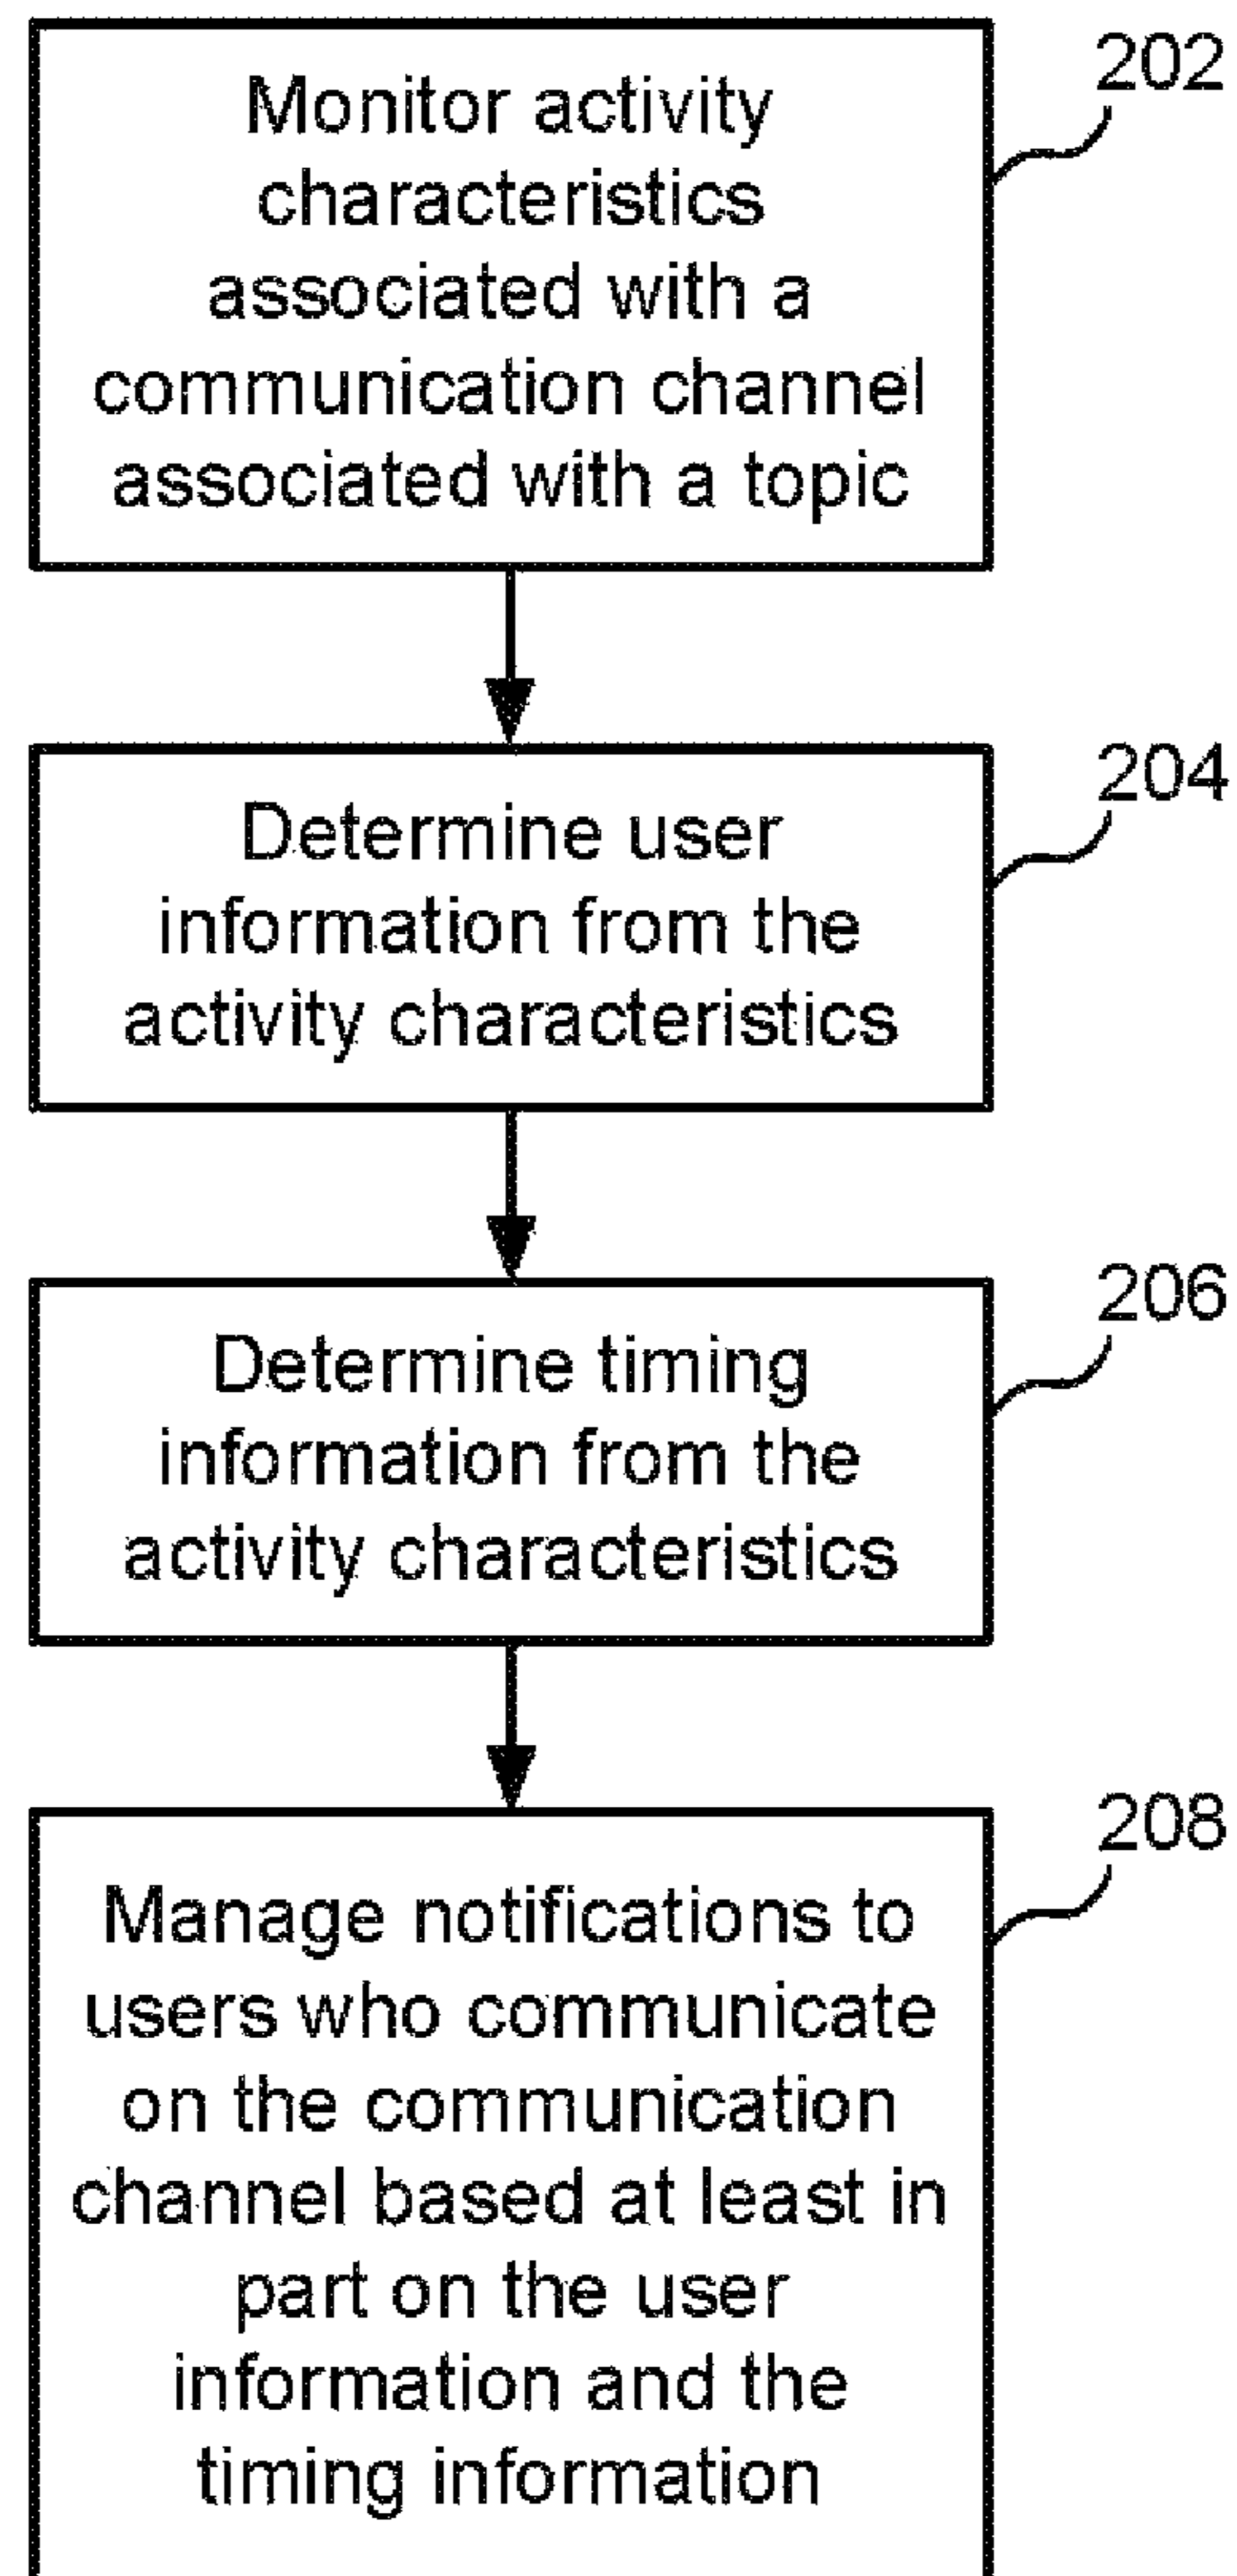 Monitor activity
characteristics
associated with a
communication channel
associated with a topic
202
Determine user
information from the
activity characteristics
204
Determine timing
information from the
activity characteristics
206
Manage notifications to
users who communicate
on the communication
channel based at least in
part on the user
information and the
timing information
208